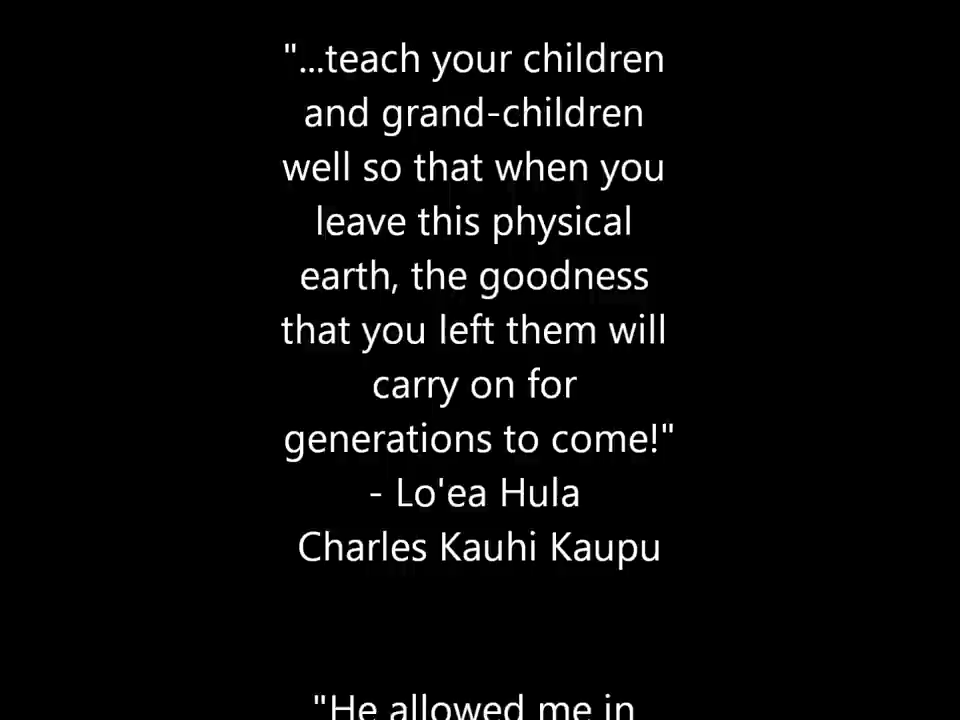 "...teach your children
and grand-children
well so that when you
leave this physical
earth, the goodness
that you left them will
carry on for
generations to come!"
- Lo'ea Hula
Charles Kauhi Kaupu
"He allowed me in